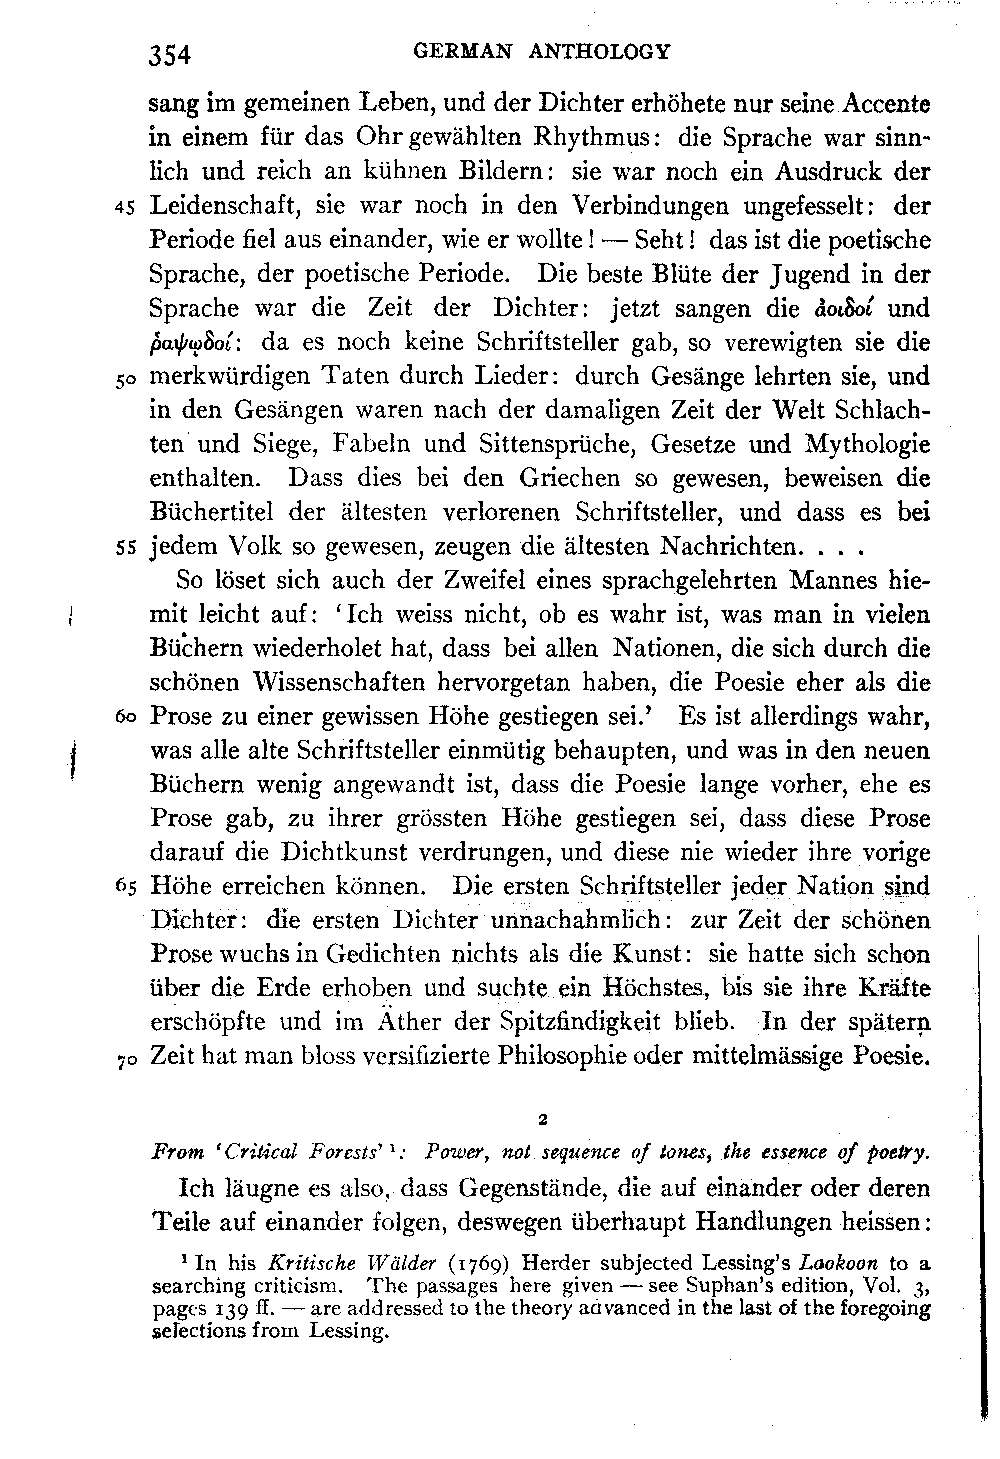 354 GERMAN ANTHOLOGY
sang im gemeinen Leben, und der Dichter erhöhete nur seine Accente
in einem für das Ohr gewählten Rhythmus: die Sprache war sinn-
lich und reich an kühnen Bildern: sie war noch ein Ausdruck der
45 Leidenschaft, sie war noch in den Verbindungen ungefesselt: der
Periode fiel aus einander, wie er wollte! — Seht! das ist die poetische
Sprache, der poetische Periode. Die beste Blüte der Jugend in der
Sprache war die Zeit der Dichter: jetzt sangen die ἀοιδοί und
ῥαψῳδοί: da es noch keine Schriftsteller gab, so verewigten sie die
50 merkwürdigen Taten durch Lieder: durch Gesänge lehrten sie, und
in den Gesängen waren nach der damaligen Zeit der Welt Schlach-
ten und Siege, Fabeln und Sittensprüche, Gesetze und Mythologie
enthalten. Dass dies bei den Griechen so gewesen, beweisen die
Büchertitel der ältesten verlorenen Schriftsteller, und dass es bei
55 jedem Volk so gewesen, zeugen die ältesten Nachrichten. . . .
So löset sich auch der Zweifel eines sprachgelehrten Mannes hie-
mit leicht auf: 'Ich weiss nicht, ob es wahr ist, was man in vielen
Büchern wiederholet hat, dass bei allen Nationen, die sich durch die
schönen Wissenschaften hervorgetan haben, die Poesie eher als die
60 Prose zu einer gewissen Höhe gestiegen sei.' Es ist allerdings wahr,
was alle alte Schriftsteller einmütig behaupten, und was in den neuen
Büchern wenig angewandt ist, dass die Poesie lange vorher, ehe es
Prose gab, zu ihrer grössten Höhe gestiegen sei, dass diese Prose
darauf die Dichtkunst verdrungen, und diese nie wieder ihre vorige
65 Höhe erreichen können. Die ersten Schriftsteller jeder Nation sind
Dichter: die ersten Dichter unnachahmlich: zur Zeit der schönen
Prose wuchs in Gedichten nichts als die Kunst: sie hatte sich schon
über die Erde erhoben und suchte ein Höchstes, bis sie ihre Kräfte
erschöpfte und im Äther der Spitzfindigkeit blieb. In der spätern
70 Zeit hat man bloss versifizierte Philosophie oder mittelmässige Poesie.
2
From 'Critical Forests' ¹: Power, not sequence of tones, the essence of poetry.
Ich läugne es also, dass Gegenstände, die auf einander oder deren
Teile auf einander folgen, deswegen überhaupt Handlungen heissen:
¹ In his Kritische Wälder (1769) Herder subjected Lessing's Laokoon to a
searching criticism. The passages here given — see Suphan's edition, Vol. 3,
pages 139 ff. — are addressed to the theory advanced in the last of the foregoing
selections from Lessing.